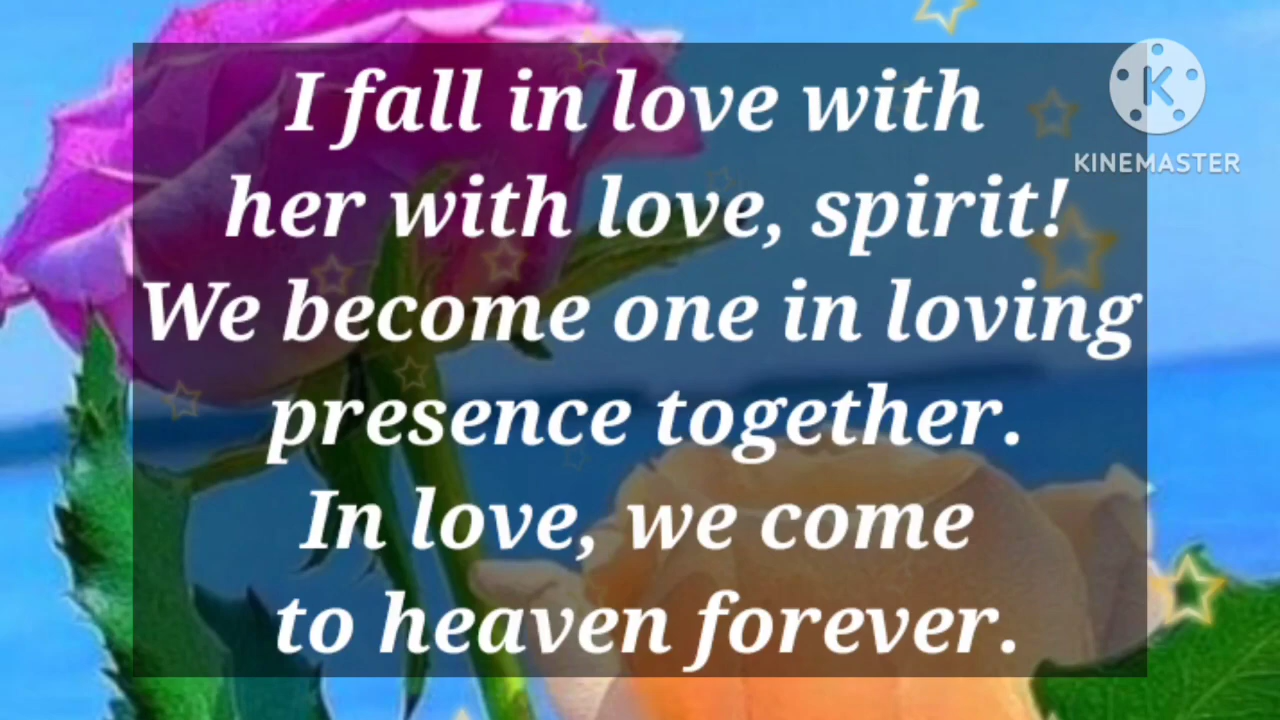 I fall in love with
her with love, spirit!
We become one in loving
presence together.
In love, we come
to heaven forever.
K
KINEMASTER